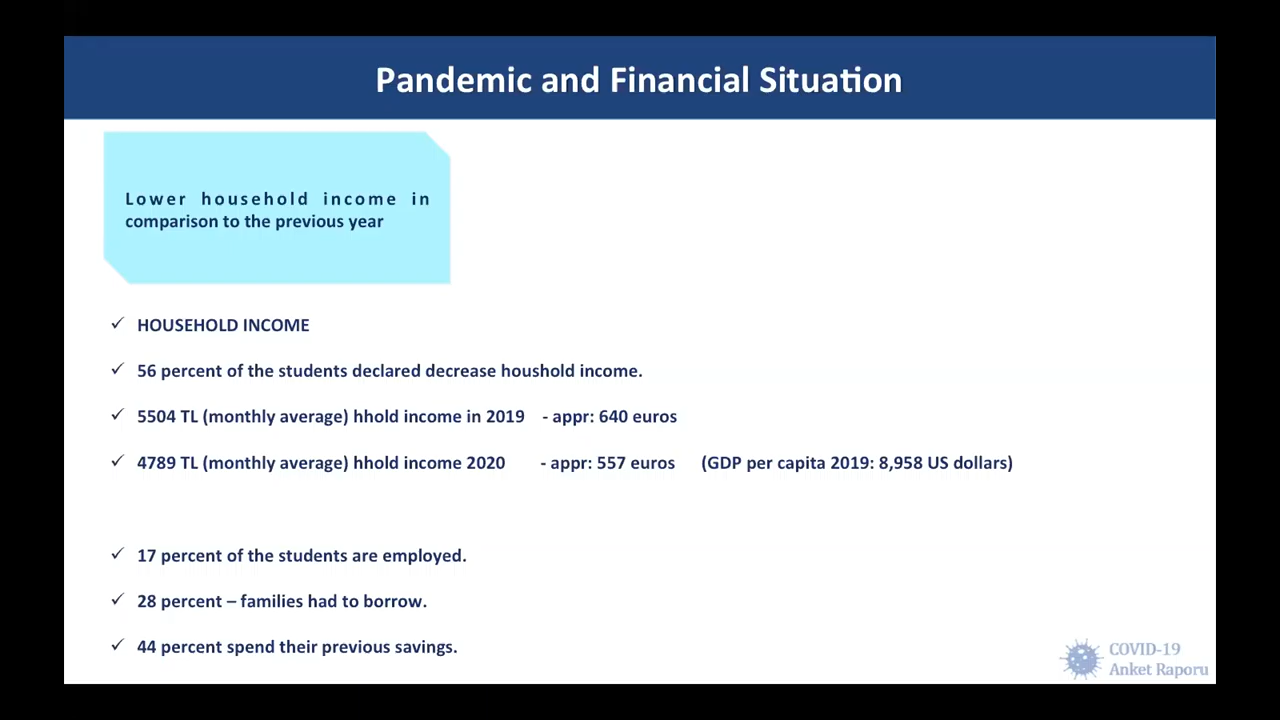 Pandemic and Financial Situation
Lower household income in
comparison to the previous year
✓ HOUSEHOLD INCOME
✓ 56 percent of the students declared decrease houshold income.
✓ 5504 TL (monthly average) hhold income in 2019 - appr: 640 euros
✓ 4789 TL (monthly average) hhold income 2020 - appr: 557 euros (GDP per capita 2019: 8,958 US dollars)
✓ 17 percent of the students are employed.
✓ 28 percent – families had to borrow.
✓ 44 percent spend their previous savings.
COVID-19
Anket Raporu